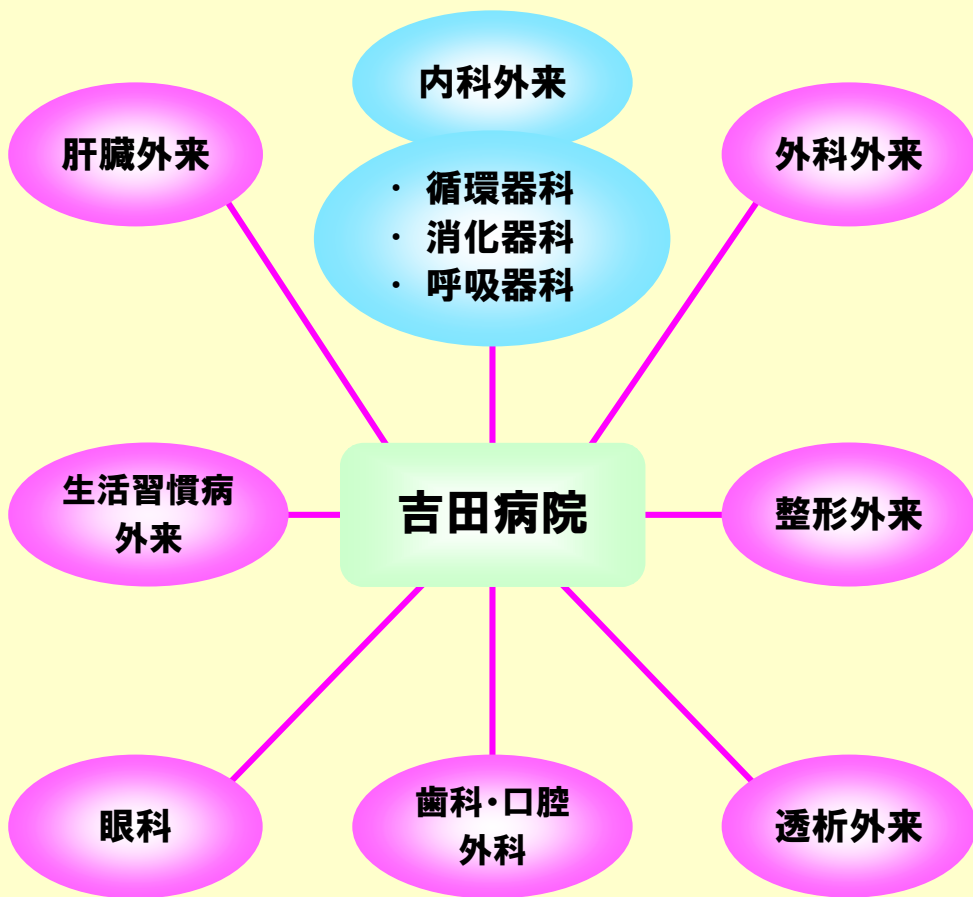 内科外来
肝臓外来
外科外来
・ 循環器科
・ 消化器科
・ 呼吸器科
生活習慣病
外来
吉田病院
整形外来
眼科
歯科・口腔
外科
透析外来